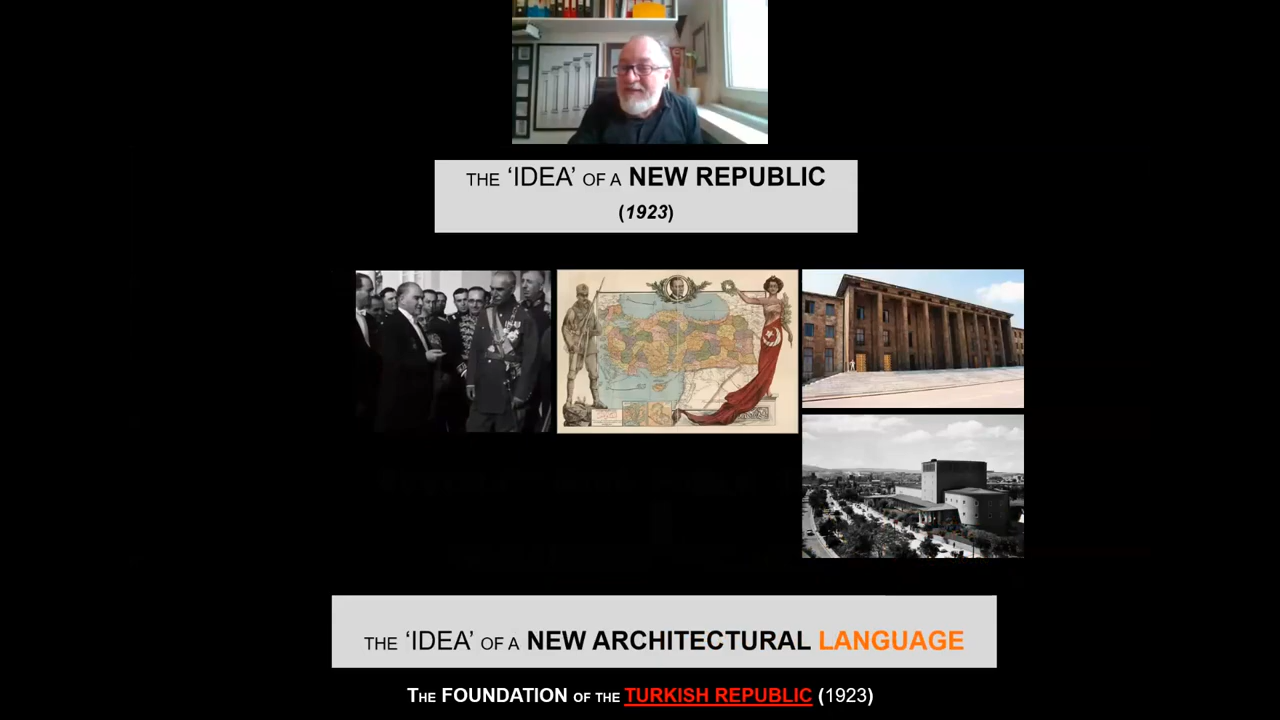 THE ‘IDEA’ OF A NEW REPUBLIC
(1923)
THE ‘IDEA’ OF A NEW ARCHITECTURAL LANGUAGE
THE FOUNDATION OF THE TURKISH REPUBLIC (1923)